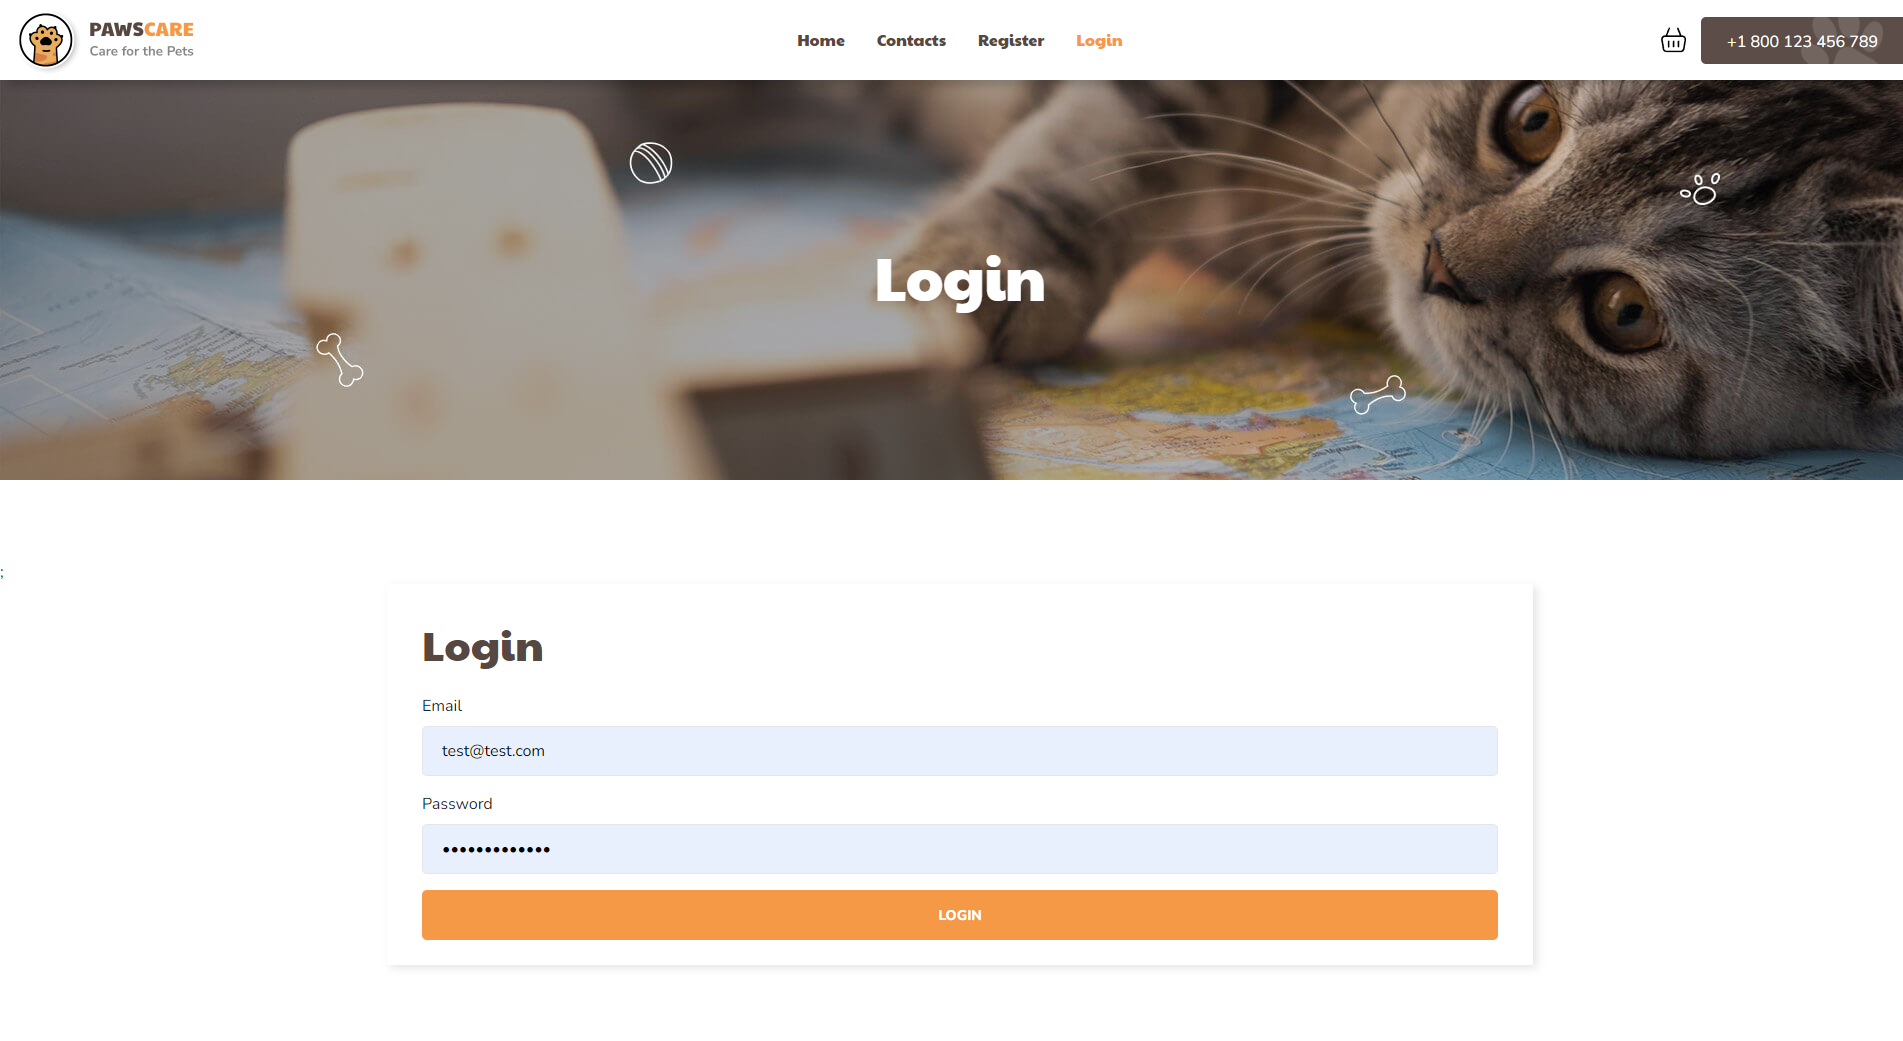 PAWSCARE
Care for the Pets
Home Contacts Register Login
+1 800 123 456 789
Login
;
Login
Email
test@test.com
Password
•••••••••••••
LOGIN